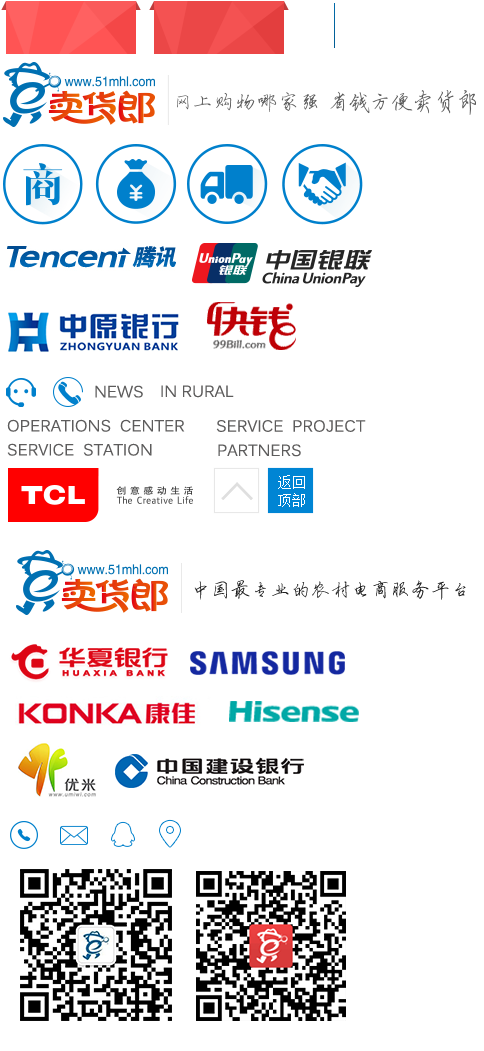 www.51mhl.com
卖货郎
网上购物哪家强 省钱方便卖货郎
商
¥
Tencent 腾讯
UnionPay
银联
中国银联
China UnionPay
中原银行
ZHONGYUAN BANK
快钱
99Bill.com
NEWS IN RURAL
OPERATIONS CENTER SERVICE PROJECT
SERVICE STATION PARTNERS
TCL
创意感动生活
The Creative Life
返回
顶部
www.51mhl.com
卖货郎
中国最专业的农村电商服务平台
华夏银行
HUAXIA BANK
SAMSUNG
KONKA 康佳
Hisense
优米
www.umiwi.com
中国建设银行
China Construction Bank